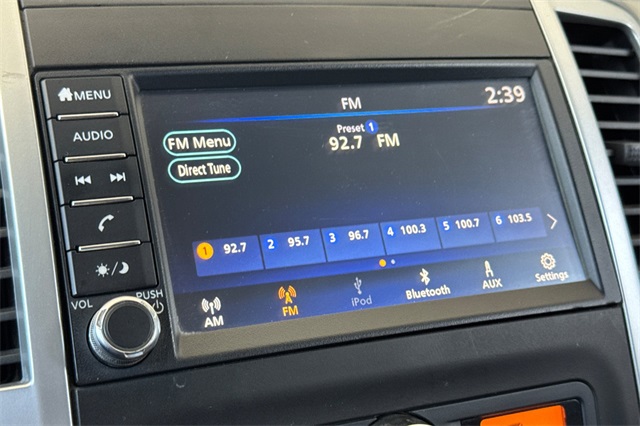 MENU
AUDIO
VOL
PUSH
FM
2:39
FM Menu
Preset 1
92.7 FM
Direct Tune
1 92.7 2 95.7 3 96.7 4 100.3 5 100.7 6 103.5
AM FM iPod Bluetooth AUX Settings